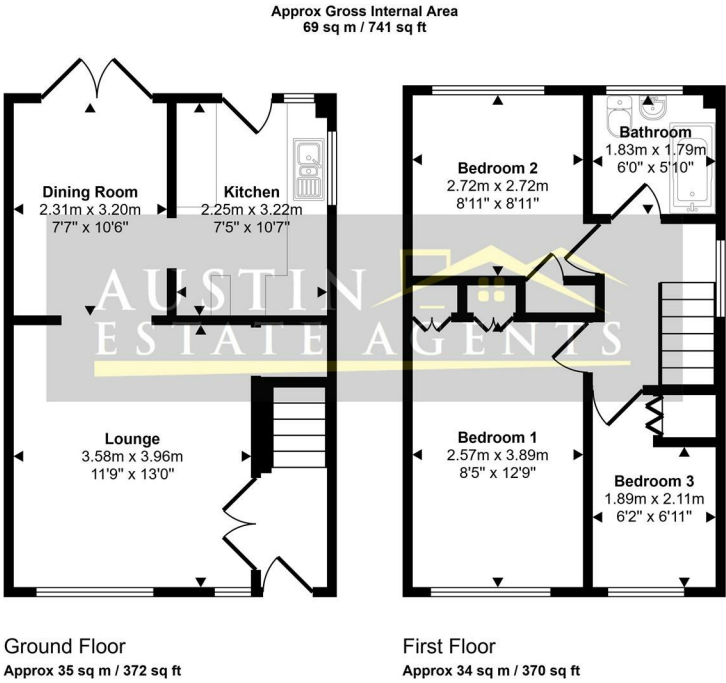 Approx Gross Internal Area
69 sq m / 741 sq ft
Dining Room
2.31m x 3.20m
7'7" x 10'6"
Kitchen
2.25m x 3.22m
7'5" x 10'7"
Lounge
3.58m x 3.96m
11'9" x 13'0"
Bedroom 2
2.72m x 2.72m
8'11" x 8'11"
Bathroom
1.83m x 1.79m
6'0" x 5'10"
Bedroom 1
2.57m x 3.89m
8'5" x 12'9"
Bedroom 3
1.89m x 2.11m
6'2" x 6'11"
AUSTIN
ESTATE AGENTS
Ground Floor
Approx 35 sq m / 372 sq ft
First Floor
Approx 34 sq m / 370 sq ft